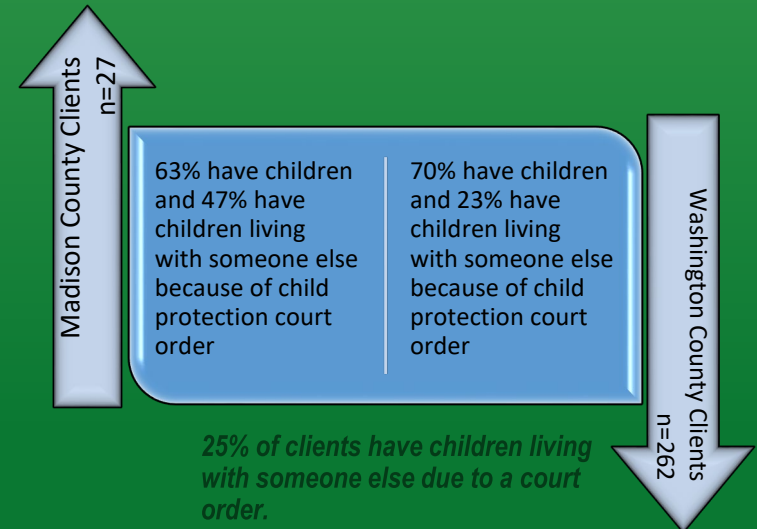 Madison County Clients
n=27
63% have children
and 47% have
children living
with someone else
because of child
protection court
order
70% have children
and 23% have
children living
with someone else
because of child
protection court
order
Washington County Clients
n=262
25% of clients have children living
with someone else due to a court
order.